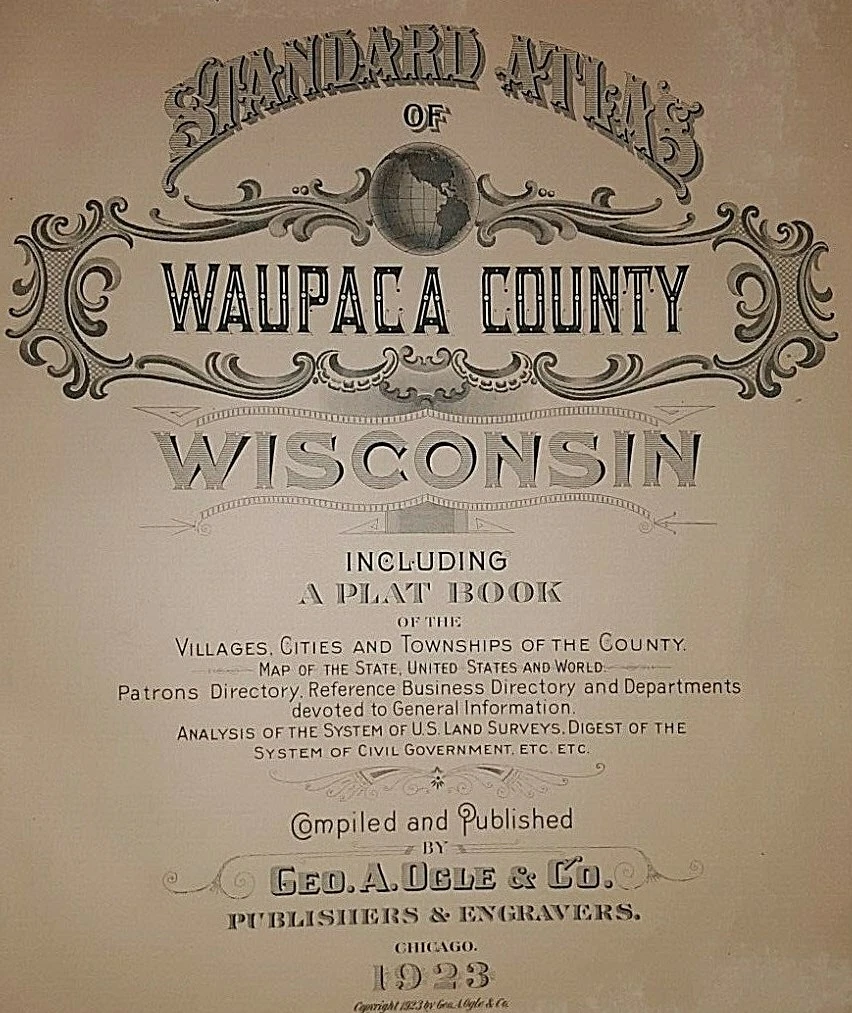 STANDARD ATLAS
OF
WAUPACA COUNTY
WISCONSIN
INCLUDING
A PLAT BOOK
OF THE
VILLAGES, CITIES AND TOWNSHIPS OF THE COUNTY.
MAP OF THE STATE, UNITED STATES AND WORLD.
Patrons Directory, Reference Business Directory and Departments
devoted to General Information.
ANALYSIS OF THE SYSTEM OF U.S. LAND SURVEYS, DIGEST OF THE
SYSTEM OF CIVIL GOVERNMENT, ETC. ETC.
Compiled and Published
BY
GEO. A. OGLE & CO.
PUBLISHERS & ENGRAVERS.
CHICAGO.
1923
Copyright 1923 by Geo. A. Ogle & Co.